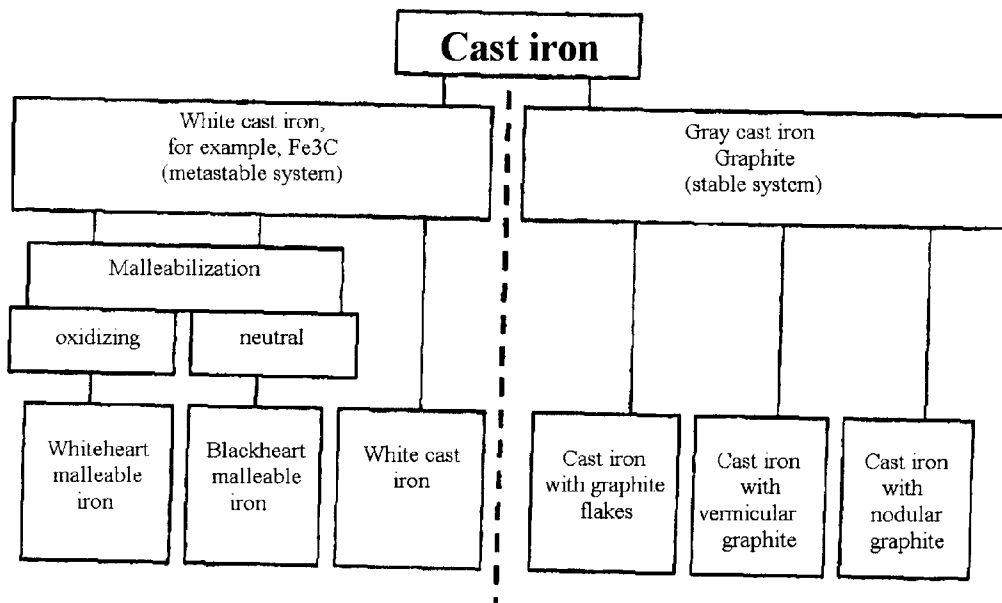 Cast iron
White cast iron,
for example, Fe3C
(metastable system)
Gray cast iron
Graphite
(stable system)
Malleabilization
oxidizing
neutral
Whiteheart
malleable
iron
Blackheart
malleable
iron
White cast
iron
Cast iron
with graphite
flakes
Cast iron
with
vermicular
graphite
Cast iron
with
nodular
graphite